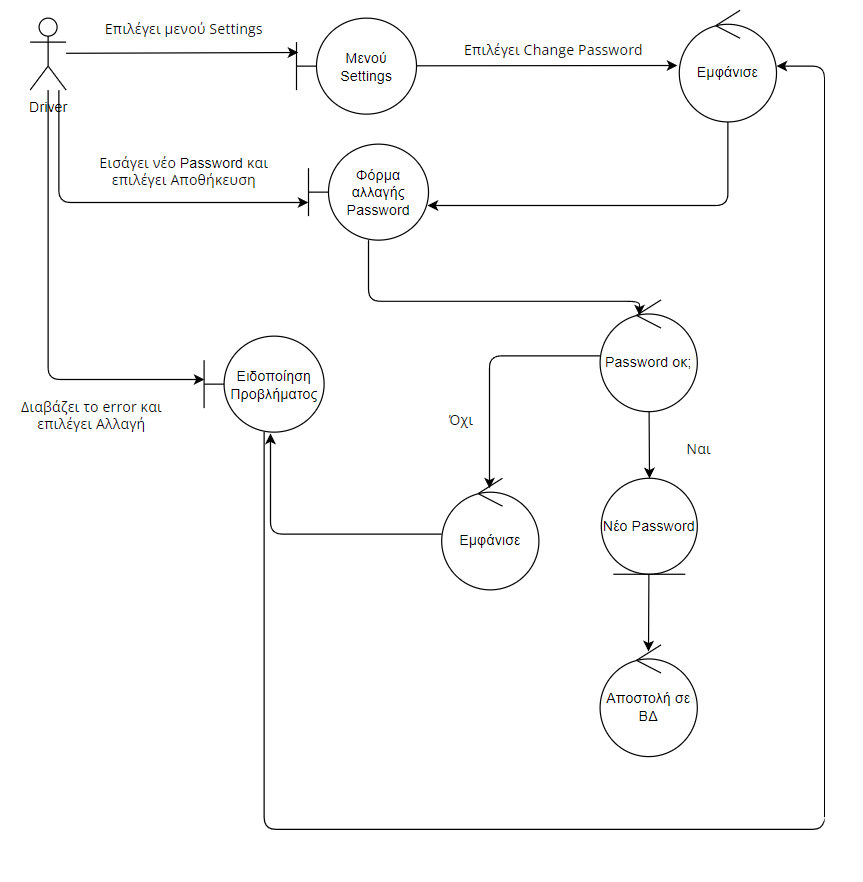 Επιλέγει μενού Settings
Μενού
Settings
Επιλέγει Change Password
Εμφάνισε
Driver
Εισάγει νέο Password και
επιλέγει Αποθήκευση
Φόρμα
αλλαγής
Password
Password οκ;
Ειδοποίηση
Προβλήματος
Διαβάζει το error και
επιλέγει Αλλαγή
Όχι
Ναι
Εμφάνισε
Νέο Password
Αποστολή σε
ΒΔ